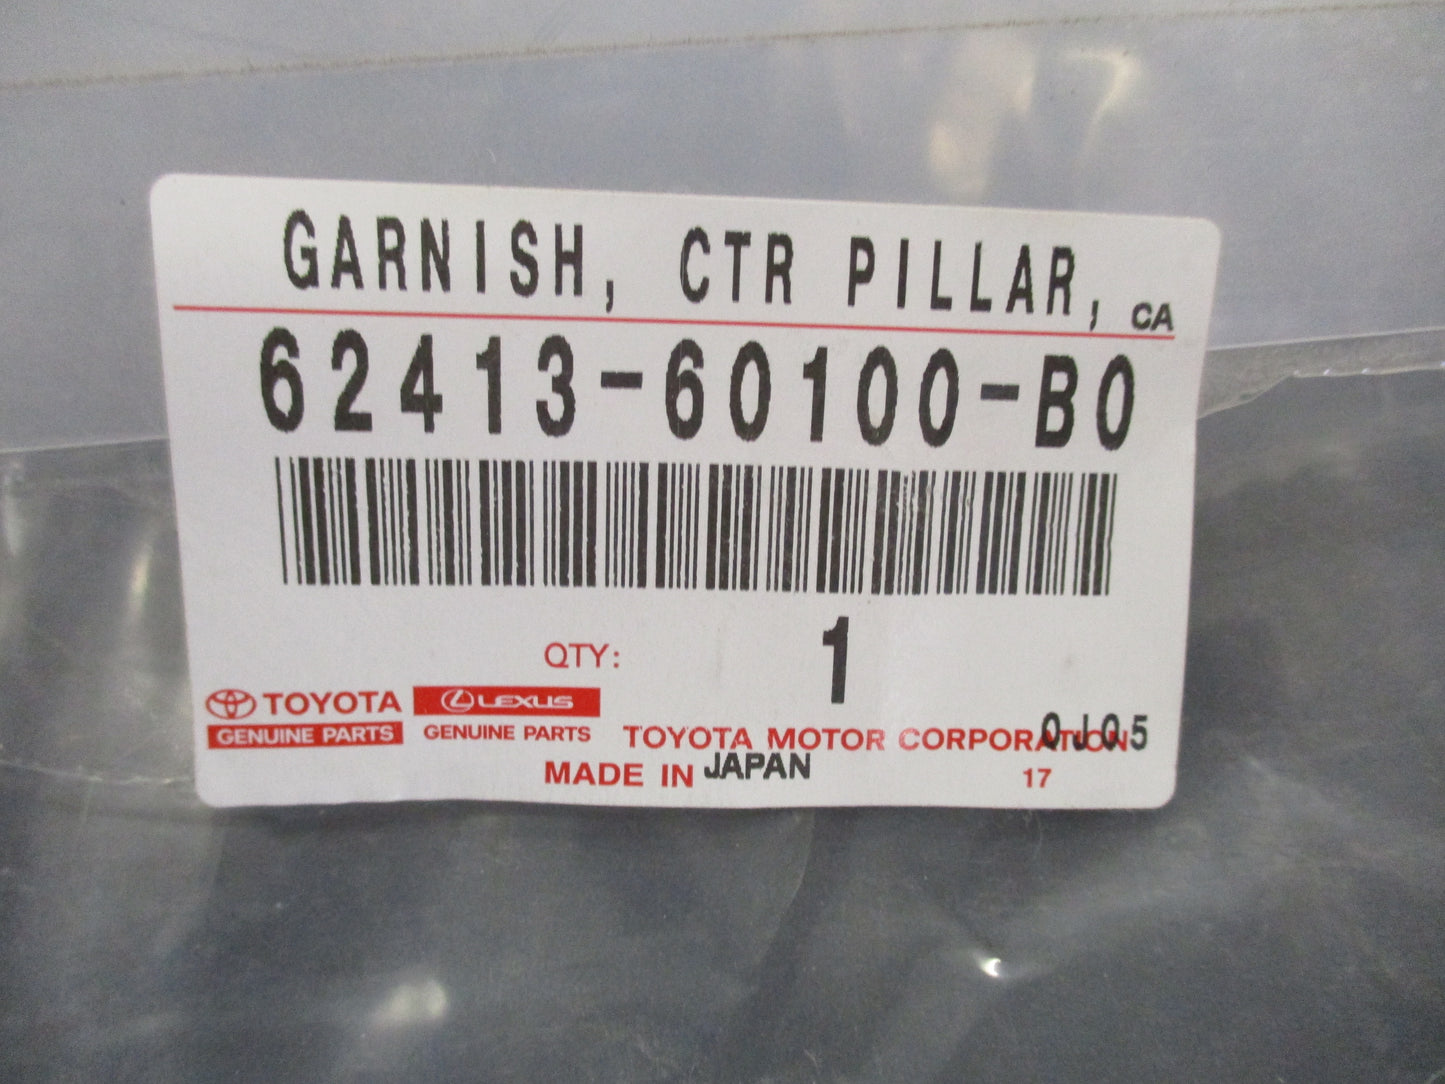 GARNISH, CTR PILLAR, CA
62413-60100-B0
QTY: 1
TOYOTA LEXUS
GENUINE PARTS GENUINE PARTS TOYOTA MOTOR CORPORATION 0J05
MADE IN JAPAN 17